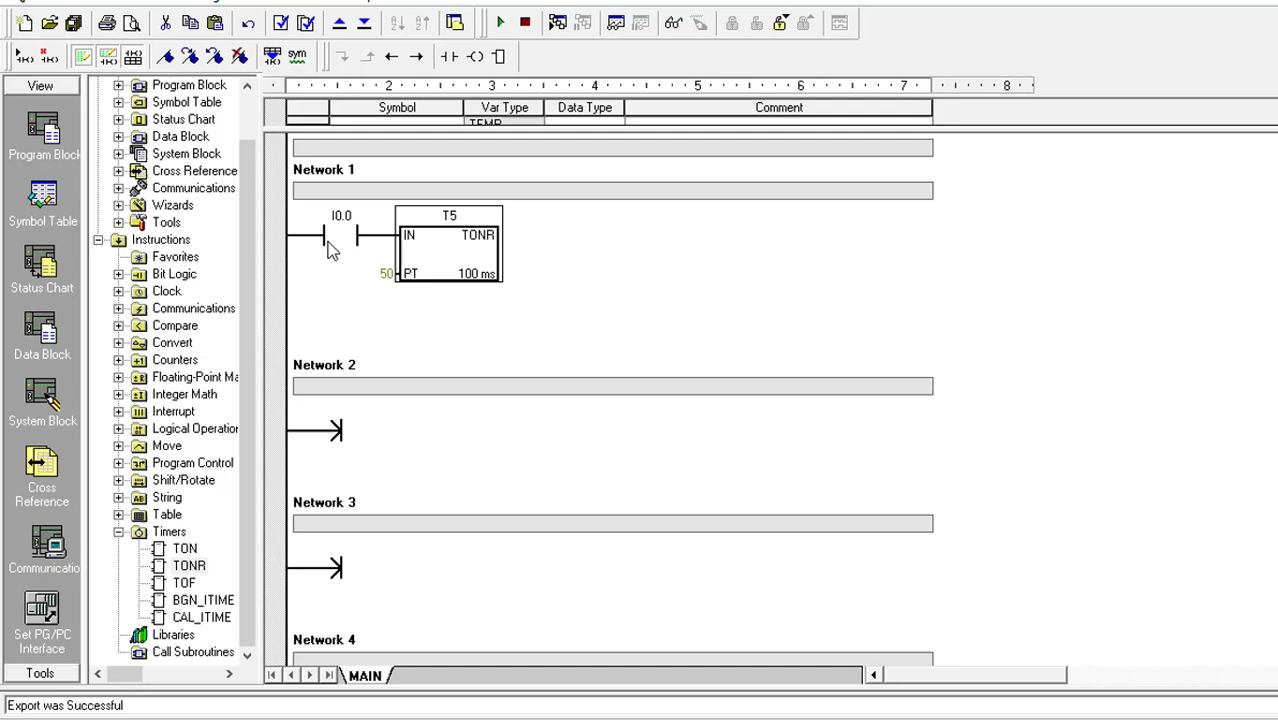 2 3 4 5 6 7 8
Symbol Var Type Data Type Comment
TEMP
View
Program Block
Symbol Table
Status Chart
Data Block
System Block
Cross
Reference
Communicatio
Set PG/PC
Interface
Tools
Program Block
Symbol Table
Status Chart
Data Block
System Block
Cross Reference
Communications
Wizards
Tools
Instructions
Favorites
Bit Logic
Clock
Communications
Compare
Convert
Counters
Floating-Point Ma
Integer Math
Interrupt
Logical Operation
Move
Program Control
Shift/Rotate
String
Table
Timers
TON
TONR
TOF
BGN_ITIME
CAL_ITIME
Libraries
Call Subroutines
Network 1
I0.0 T5
IN TONR
50 PT 100 ms
Network 2
Network 3
Network 4
MAIN
Export was Successful
sym